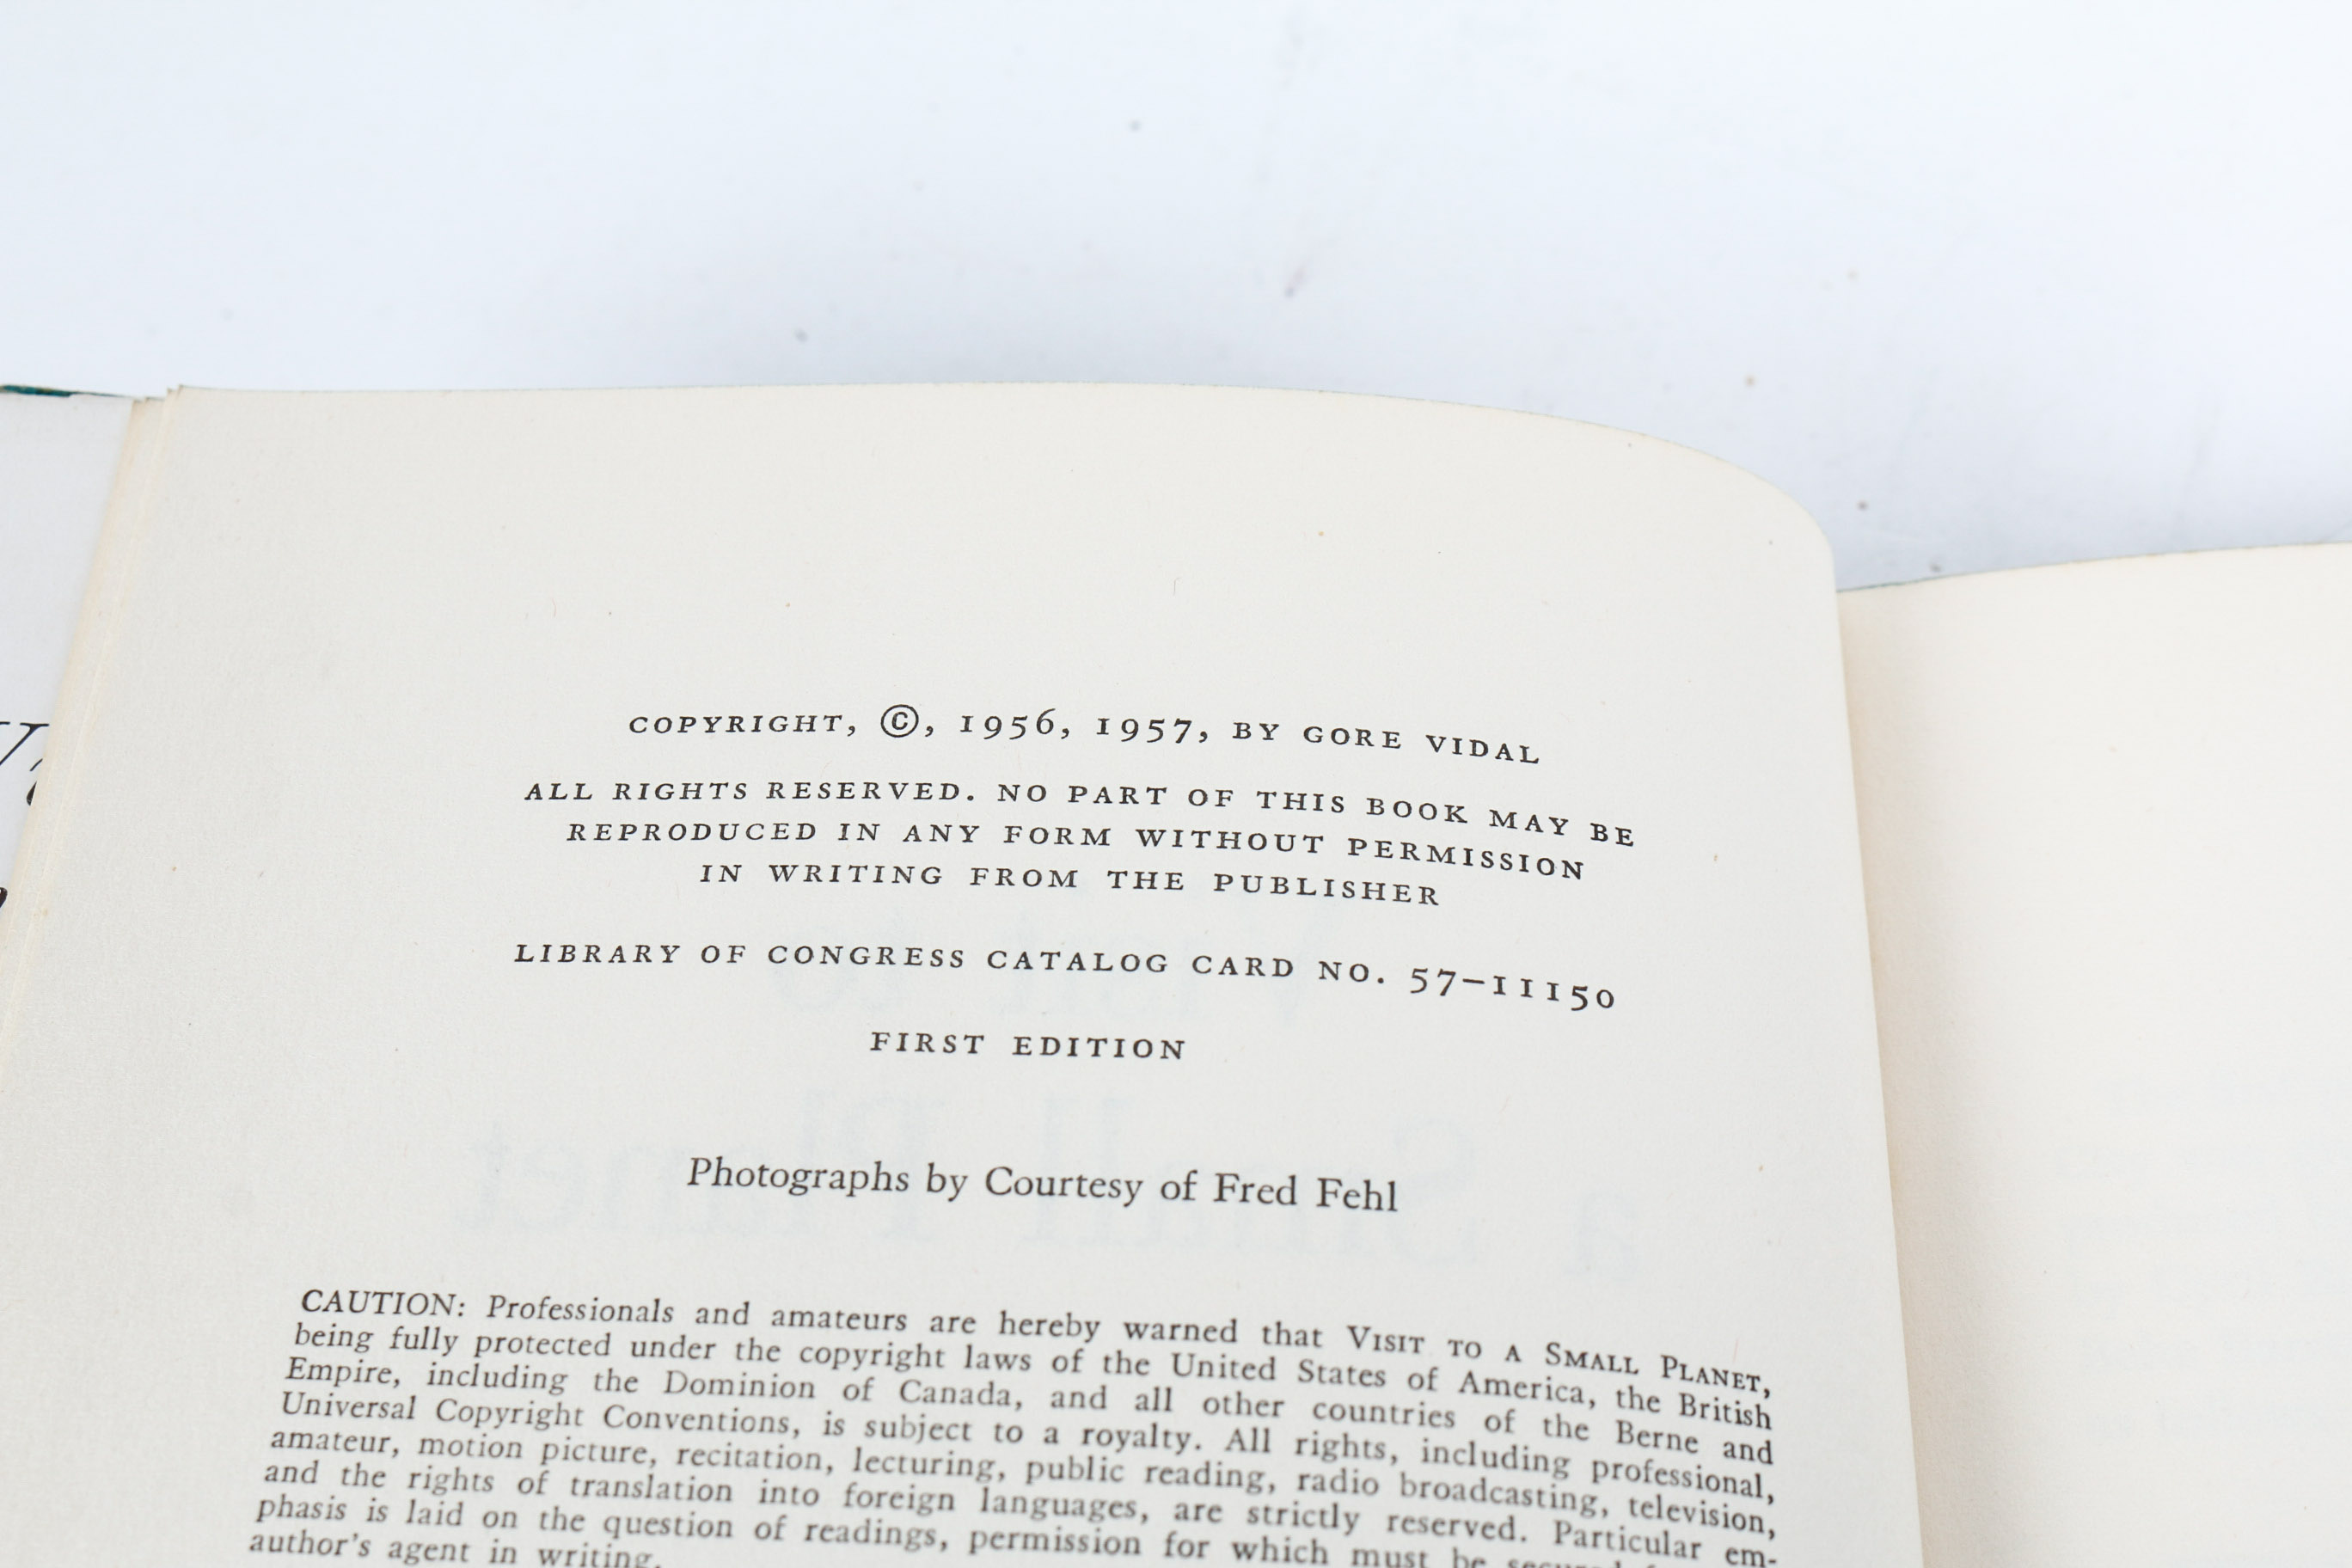 COPYRIGHT, ©, 1956, 1957, BY GORE VIDAL
ALL RIGHTS RESERVED. NO PART OF THIS BOOK MAY BE
REPRODUCED IN ANY FORM WITHOUT PERMISSION
IN WRITING FROM THE PUBLISHER
LIBRARY OF CONGRESS CATALOG CARD NO. 57–11150
FIRST EDITION
Photographs by Courtesy of Fred Fehl
CAUTION: Professionals and amateurs are hereby warned that VISIT TO A SMALL PLANET,
being fully protected under the copyright laws of the United States of America, the British
Empire, including the Dominion of Canada, and all other countries of the Berne and
Universal Copyright Conventions, is subject to a royalty. All rights, including professional,
amateur, motion picture, recitation, lecturing, public reading, radio broadcasting, television,
and the rights of translation into foreign languages, are strictly reserved. Particular em-
phasis is laid on the question of readings, permission for which must be
author's agent in writing.